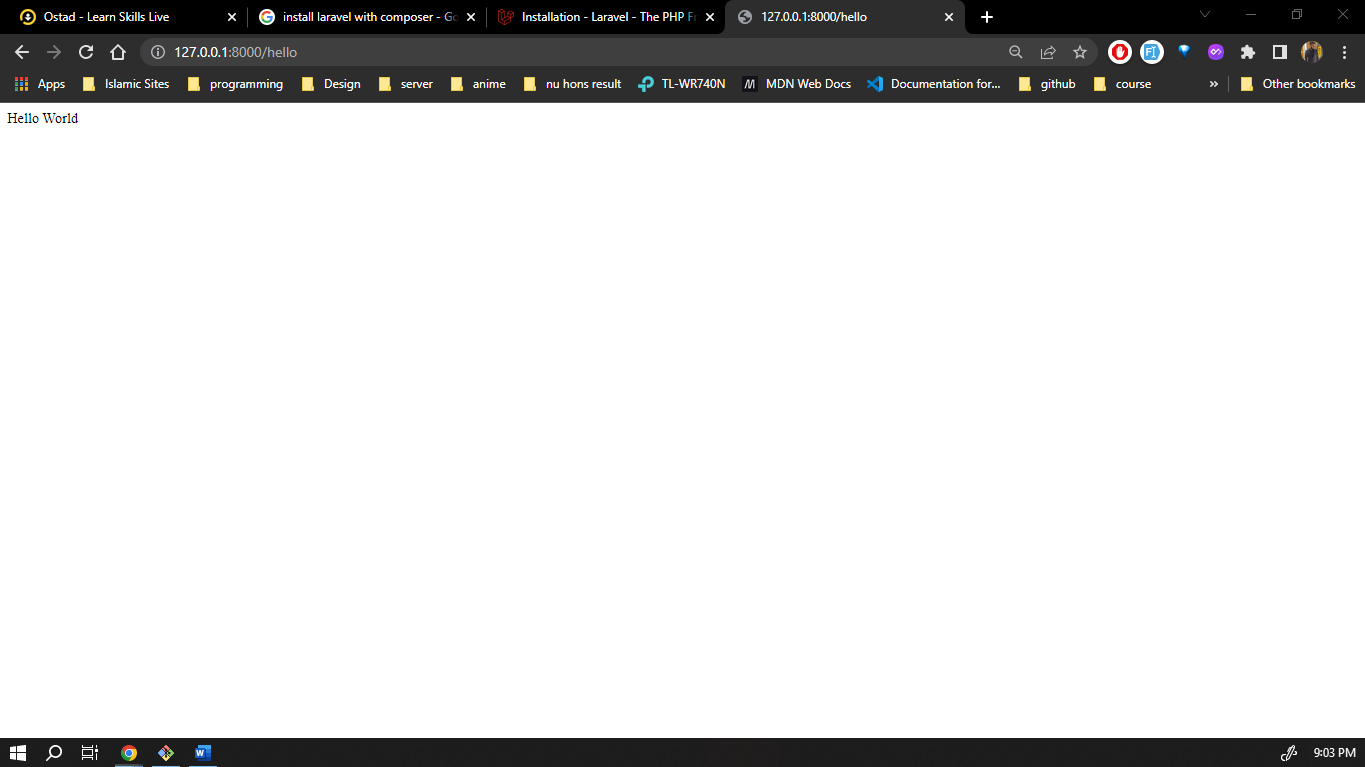 Ostad - Learn Skills Live
install laravel with composer - Go
Installation - Laravel - The PHP Fr
127.0.0.1:8000/hello
127.0.0.1:8000/hello
Apps
Islamic Sites
programming
Design
server
anime
nu hons result
TL-WR740N
MDN Web Docs
Documentation for...
github
course
»
Other bookmarks
Hello World
9:03 PM